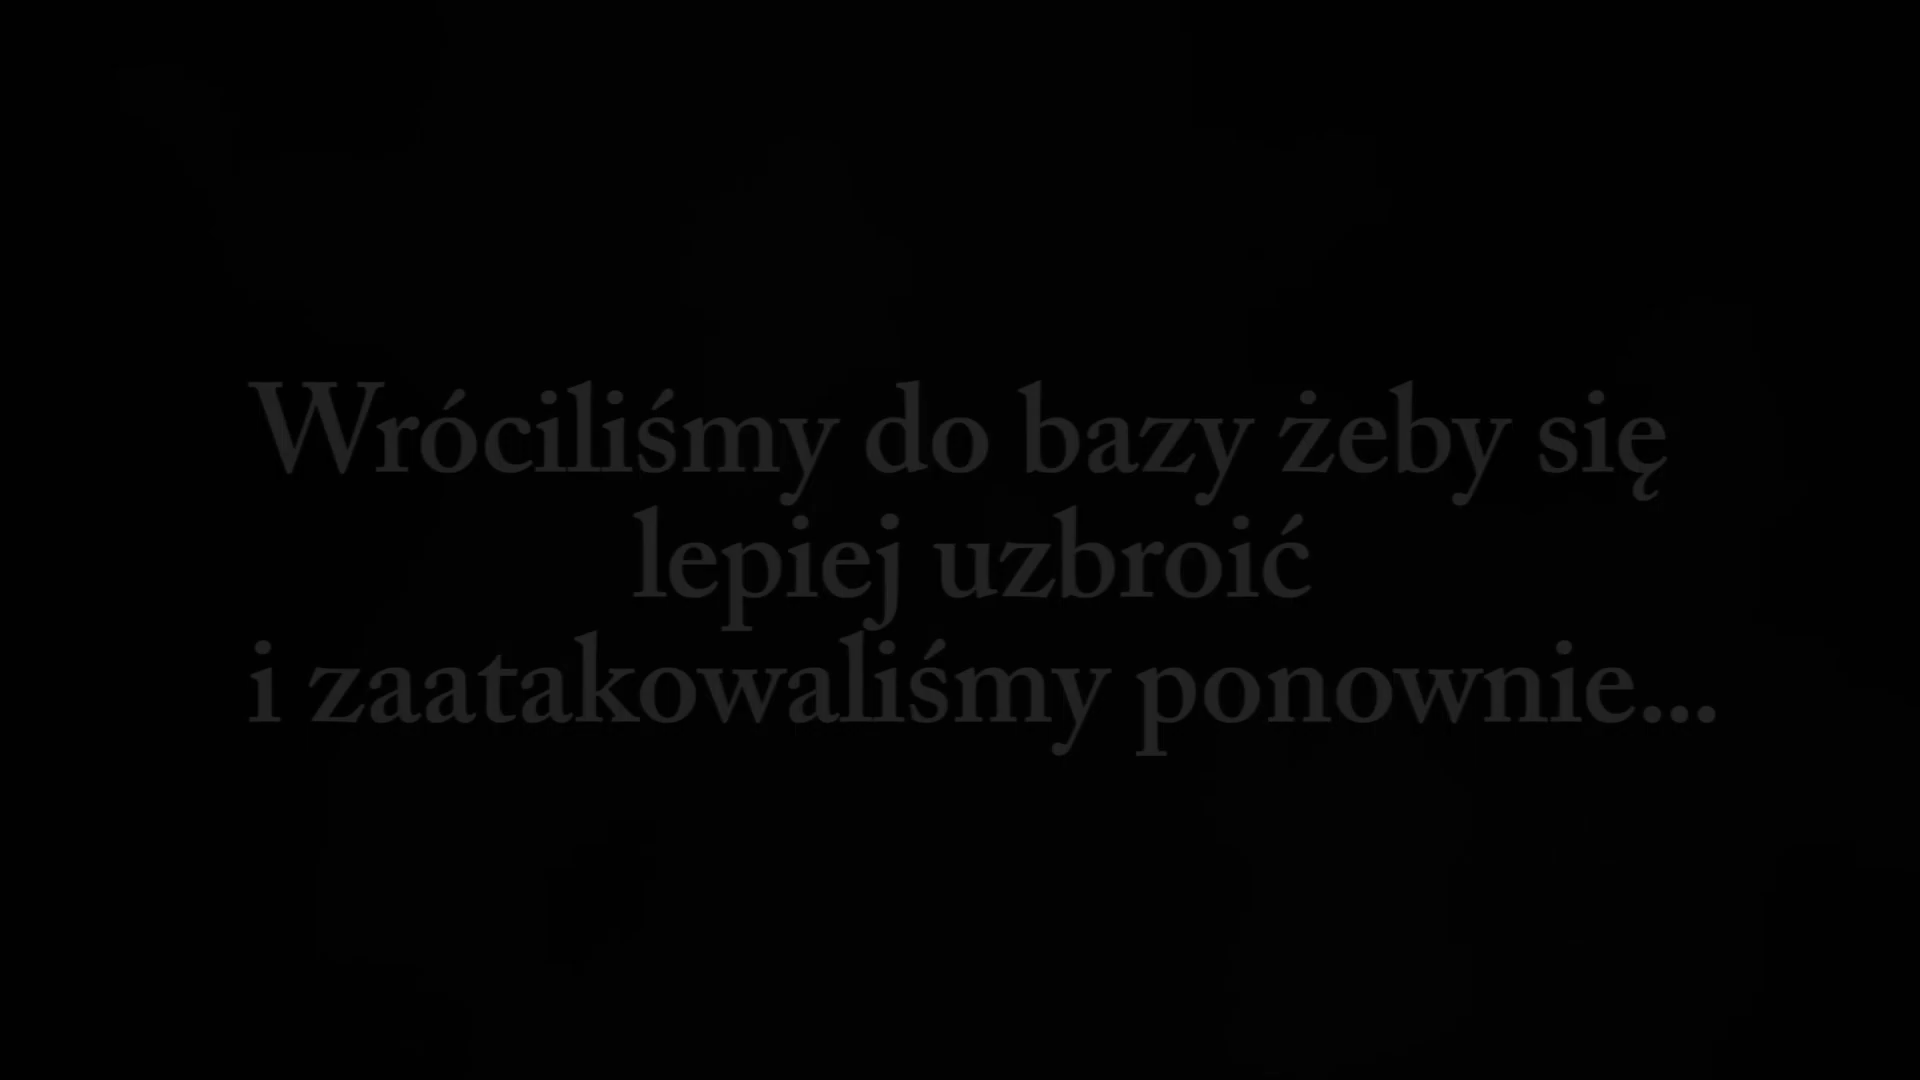 Wróciliśmy do bazy żeby się
lepiej uzbroić
i zaatakowaliśmy ponownie...